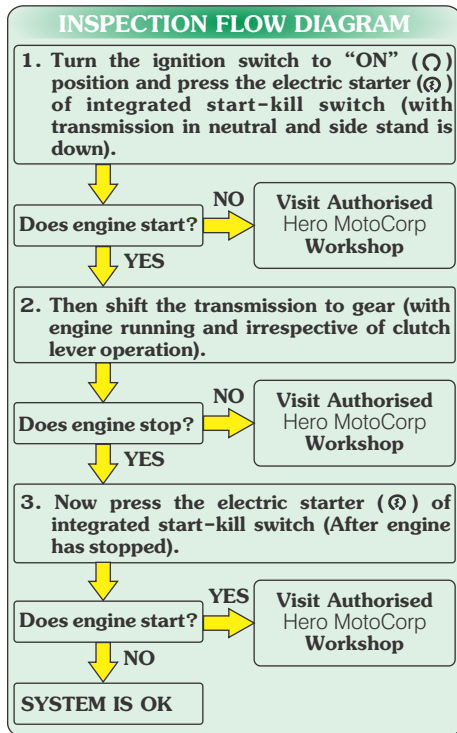 INSPECTION FLOW DIAGRAM
1. Turn the ignition switch to “ON” ( )
position and press the electric starter ( )
of integrated start-kill switch (with
transmission in neutral and side stand is
down).
Does engine start?
NO
Visit Authorised
Hero MotoCorp
Workshop
YES
2. Then shift the transmission to gear (with
engine running and irrespective of clutch
lever operation).
Does engine stop?
NO
Visit Authorised
Hero MotoCorp
Workshop
YES
3. Now press the electric starter ( ) of
integrated start-kill switch (After engine
has stopped).
Does engine start?
YES
Visit Authorised
Hero MotoCorp
Workshop
NO
SYSTEM IS OK